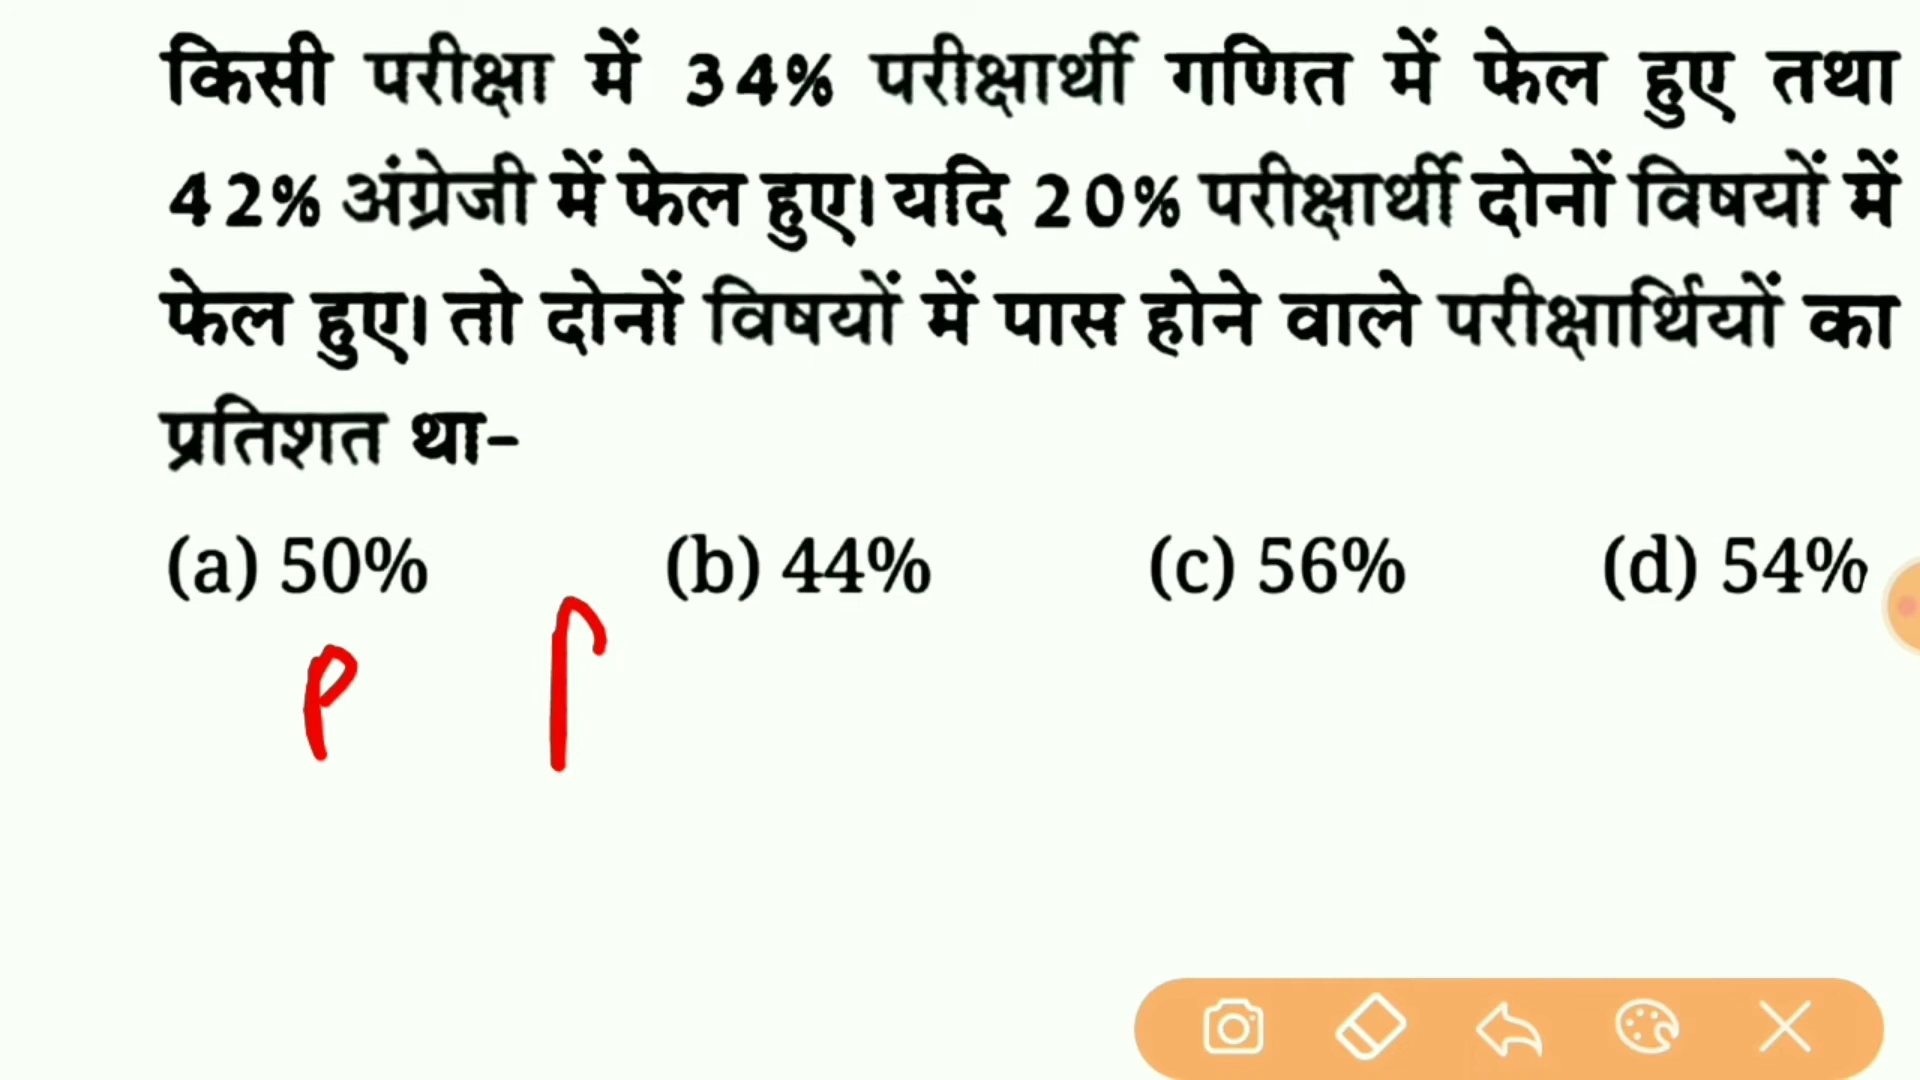 किसी परीक्षा में 34% परीक्षार्थी गणित में फेल हुए तथा
42% अंग्रेजी में फेल हुए। यदि 20% परीक्षार्थी दोनों विषयों में
फेल हुए। तो दोनों विषयों में पास होने वाले परीक्षार्थियों का
प्रतिशत था-
(a) 50% (b) 44% (c) 56% (d) 54%
P